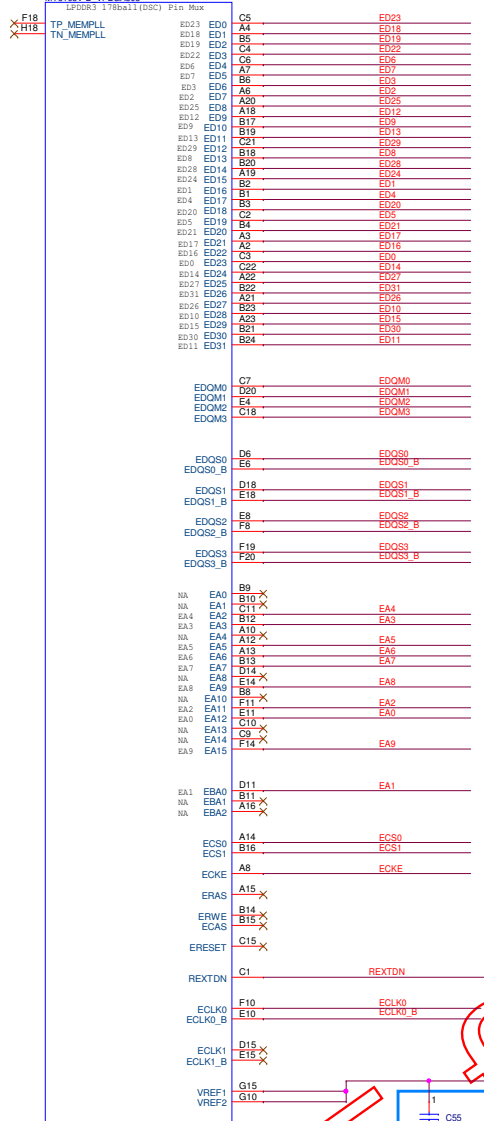 LPDDR3 178ball(DSC) Pin Mux
F18 TP_MEMPLL
H18 TN_MEMPLL
ED23 ED0 C5 ED23
ED18 ED1 A4 ED18
ED19 ED2 B5 ED19
ED22 ED3 C4 ED22
ED6 ED4 C6 ED6
ED7 ED5 A7 ED7
ED3 ED6 B6 ED3
ED2 ED7 A6 ED2
ED25 ED8 A20 ED25
ED12 ED9 A18 ED12
ED9 ED10 B17 ED9
ED13 ED11 B19 ED13
ED29 ED12 C21 ED29
ED8 ED13 B18 ED8
ED28 ED14 B20 ED28
ED24 ED15 A19 ED24
ED1 ED16 B2 ED1
ED4 ED17 B1 ED4
ED20 ED18 B3 ED20
ED5 ED19 C2 ED5
ED21 ED20 B4 ED21
ED17 ED21 A3 ED17
ED16 ED22 A2 ED16
ED0 ED23 C3 ED0
ED14 ED24 C22 ED14
ED27 ED25 A22 ED27
ED31 ED26 B22 ED31
ED26 ED27 A21 ED26
ED10 ED28 B23 ED10
ED15 ED29 A23 ED15
ED30 ED30 B21 ED30
ED11 ED31 B24 ED11
EDQM0 C7 EDQM0
EDQM1 D20 EDQM1
EDQM2 E4 EDQM2
EDQM3 C18 EDQM3
EDQS0 D6 EDQS0
EDQS0_B E6 EDQS0_B
EDQS1 D18 EDQS1
EDQS1_B E18 EDQS1_B
EDQS2 E8 EDQS2
EDQS2_B F8 EDQS2_B
EDQS3 F19 EDQS3
EDQS3_B F20 EDQS3_B
NA EA0 B9
NA EA1 B10
EA4 EA2 C11 EA4
EA3 EA3 B12 EA3
NA EA4 A10
EA5 EA5 A12 EA5
EA6 EA6 A13 EA6
EA7 EA7 B13 EA7
NA EA8 D14
EA8 EA9 E14 EA8
NA EA10 B8
EA2 EA11 F11 EA2
EA0 EA12 E11 EA0
NA EA13 C10
NA EA14 C9
EA9 EA15 F14 EA9
EA1 EBA0 D11 EA1
NA EBA1 B11
NA EBA2 A16
ECS0 A14 ECS0
ECS1 B16 ECS1
ECKE A8 ECKE
ERAS A15
ERWE B14
ECAS B15
ERESET C15
REXTDN C1 REXTDN
ECLK0 F10 ECLK0
ECLK0_B E10 ECLK0_B
ECLK1 D15
ECLK1_B E15
VREF1 G15
VREF2 G10
1
C55